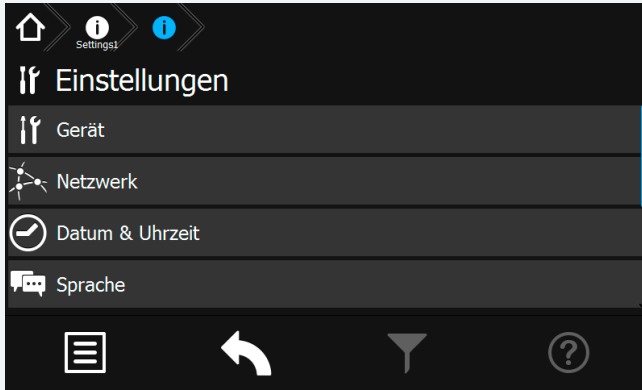 Settings1
Einstellungen
Gerät
Netzwerk
Datum & Uhrzeit
Sprache